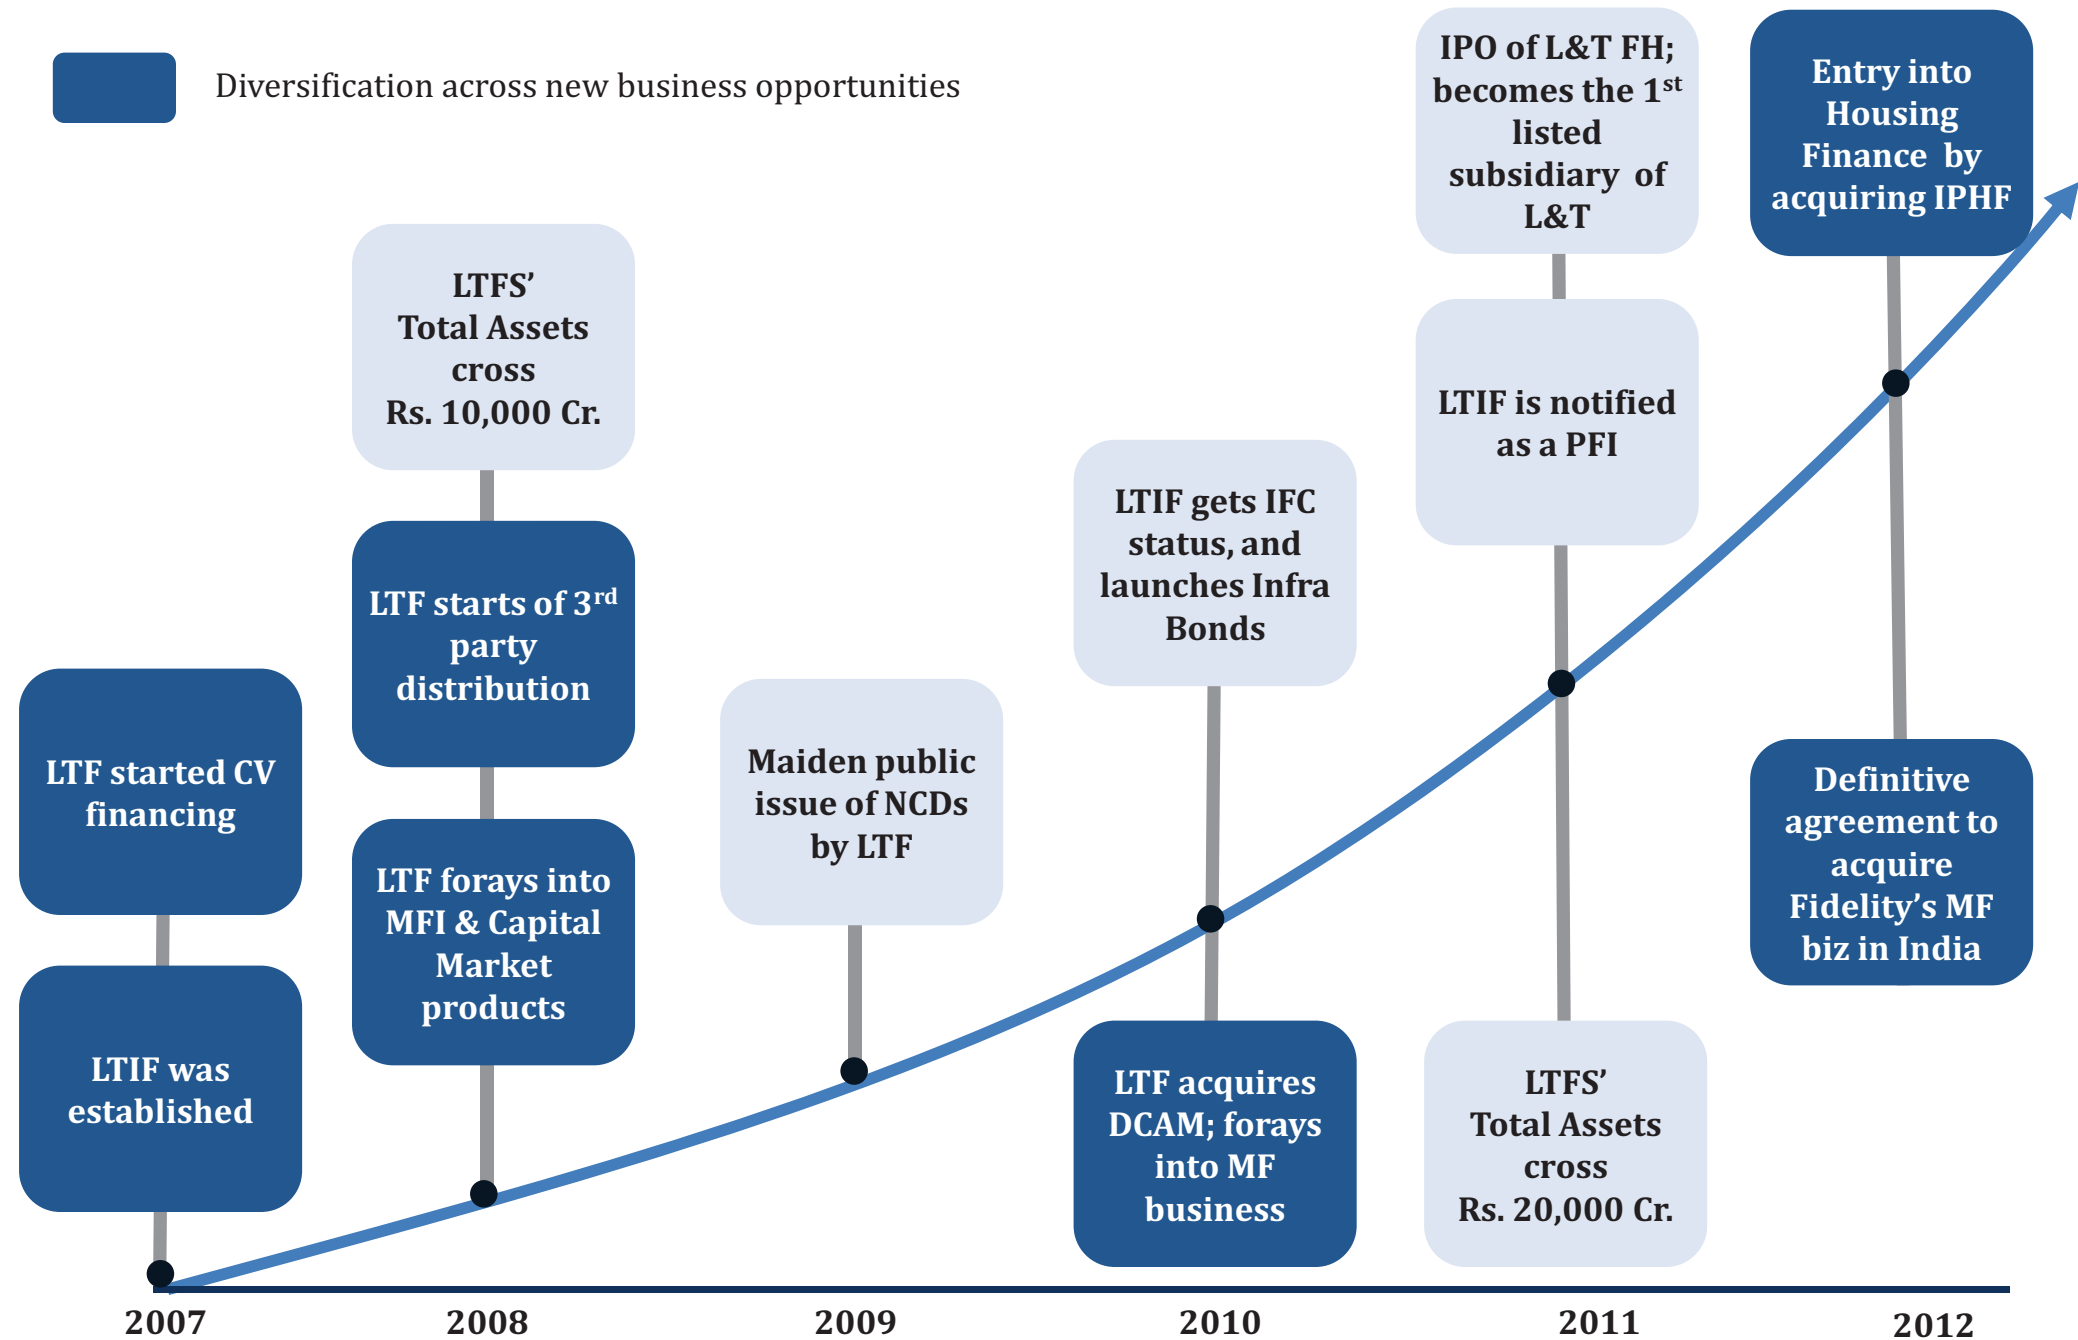 Diversification across new business opportunities
LTF started CV
financing
LTIF was
established
LTFS’
Total Assets
cross
Rs. 10,000 Cr.
LTF starts of 3rd
party
distribution
LTF forays into
MFI & Capital
Market
products
Maiden public
issue of NCDs
by LTF
LTIF gets IFC
status, and
launches Infra
Bonds
LTF acquires
DCAM; forays
into MF
business
IPO of L&T FH;
becomes the 1st
listed
subsidiary of
L&T
LTIF is notified
as a PFI
LTFS’
Total Assets
cross
Rs. 20,000 Cr.
Entry into
Housing
Finance by
acquiring IPHF
Definitive
agreement to
acquire
Fidelity’s MF
biz in India
2007
2008
2009
2010
2011
2012